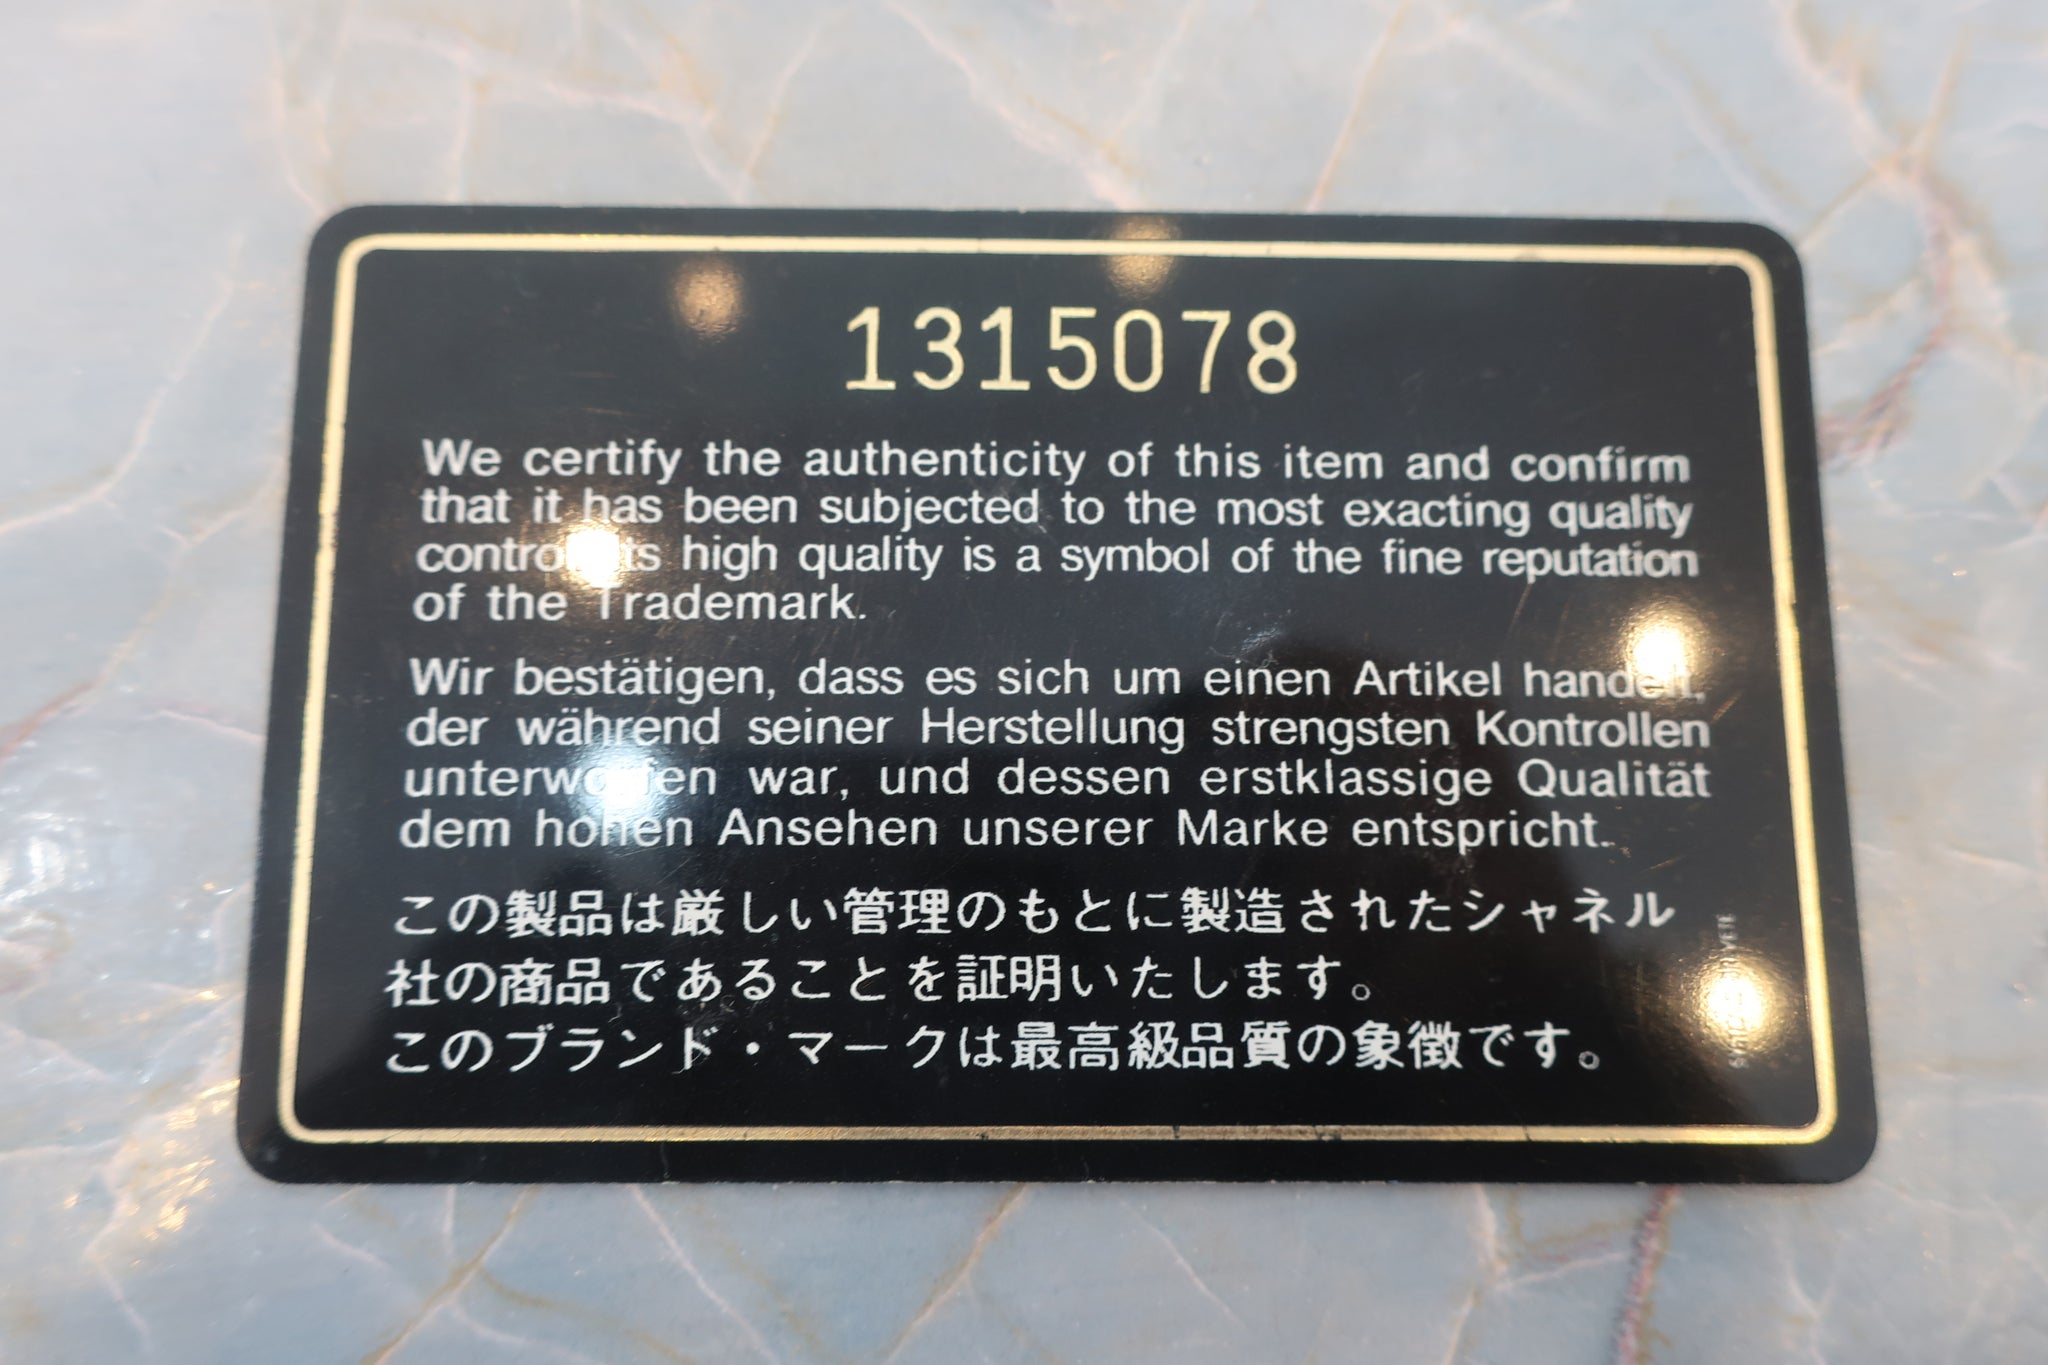 1315078
We certify the authenticity of this item and confirm
that it has been subjected to the most exacting quality
control its high quality is a symbol of the fine reputation
of the Trademark.
Wir bestätigen, dass es sich um einen Artikel handelt,
der während seiner Herstellung strengsten Kontrollen
unterworfen war, und dessen erstklassige Qualität
dem hohen Ansehen unserer Marke entspricht.
この製品は厳しい管理のもとに製造されたシャネル
社の商品であることを証明いたします。
このブランド・マークは最高級品質の象徴です。